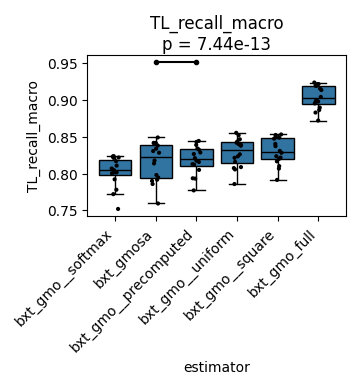 TL_recall_macro
p = 7.44e-13
TL_recall_macro
0.95
0.90
0.85
0.80
0.75
bxt_gmo__softmax
bxt_gmosa
bxt_gmo__precomputed
bxt_gmo__uniform
bxt_gmo__square
bxt_gmo_full
estimator